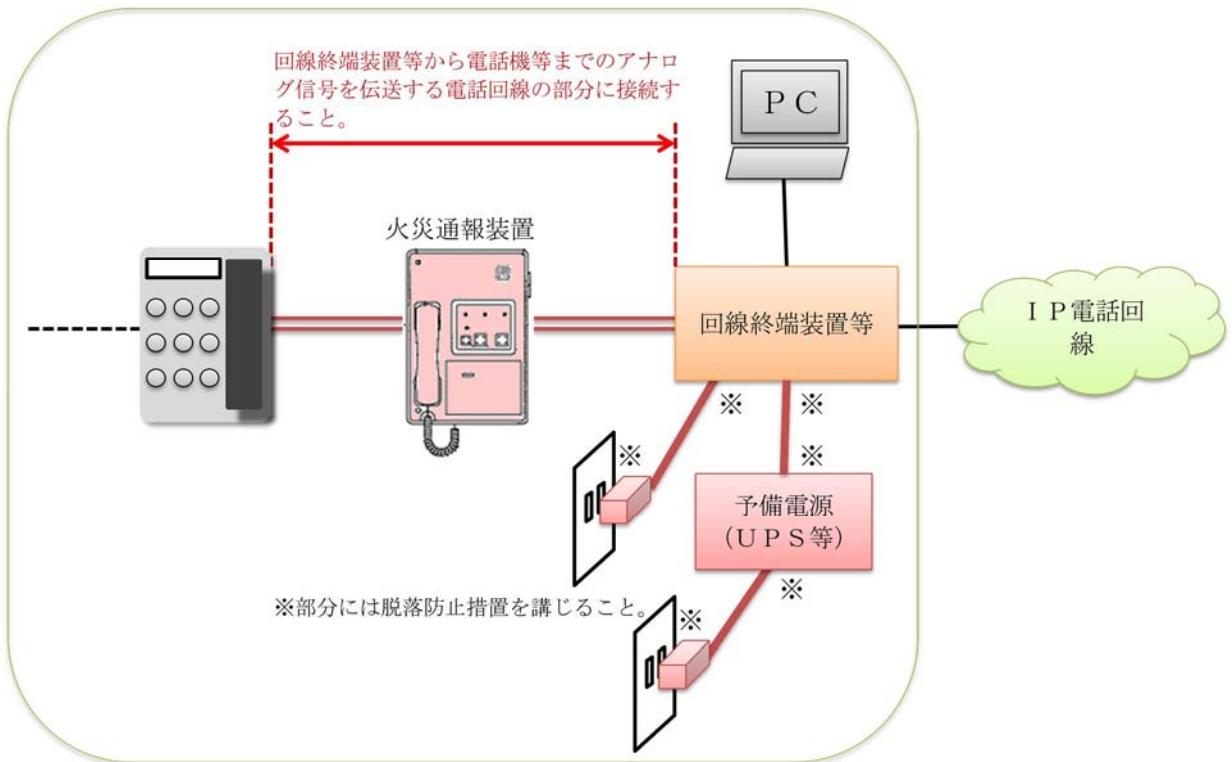 回線終端装置等から電話機等までのアナロ
グ信号を伝送する電話回線の部分に接続す
ること。
ＰＣ
火災通報装置
回線終端装置等
ＩＰ電話回
線
※
※
※
※
予備電源
（ＵＰＳ等）
※
※部分には脱落防止措置を講じること。
※